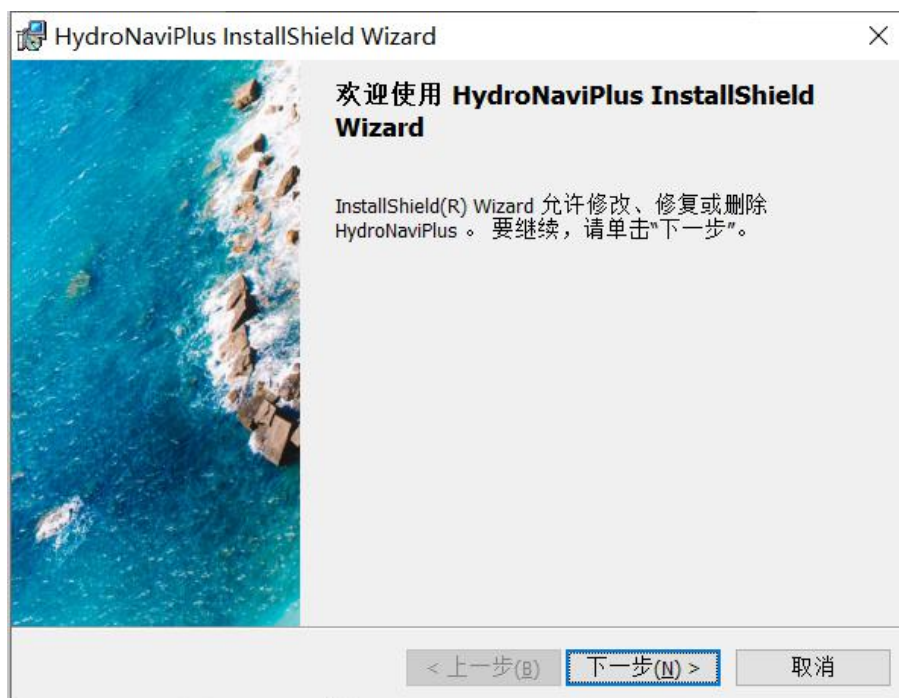 HydroNaviPlus InstallShield Wizard
欢迎使用 HydroNaviPlus InstallShield
Wizard
InstallShield(R) Wizard 允许修改、修复或删除
HydroNaviPlus 。 要继续，请单击“下一步”。
< 上一步(B)
下一步(N) >
取消